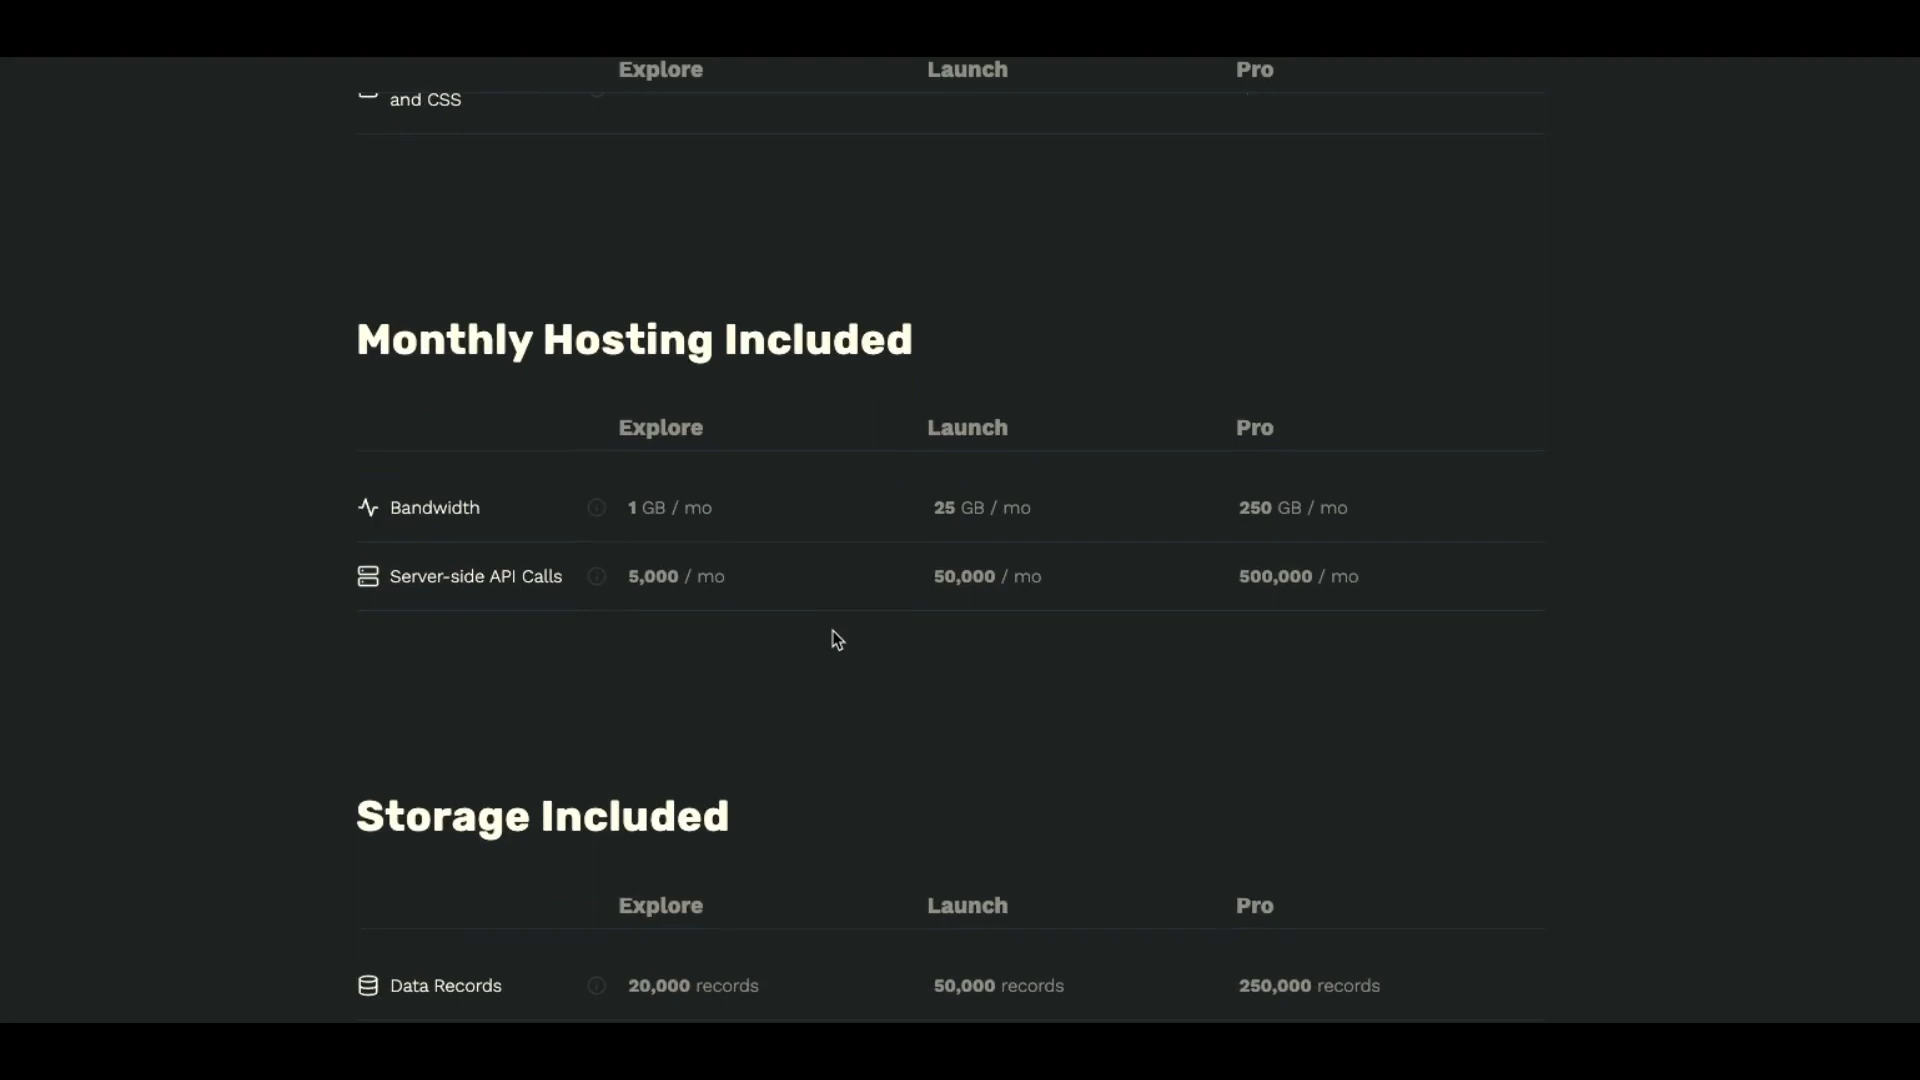 Explore Launch Pro
and CSS
Monthly Hosting Included
Explore Launch Pro
Bandwidth 1 GB / mo 25 GB / mo 250 GB / mo
Server-side API Calls 5,000 / mo 50,000 / mo 500,000 / mo
Storage Included
Explore Launch Pro
Data Records 20,000 records 50,000 records 250,000 records